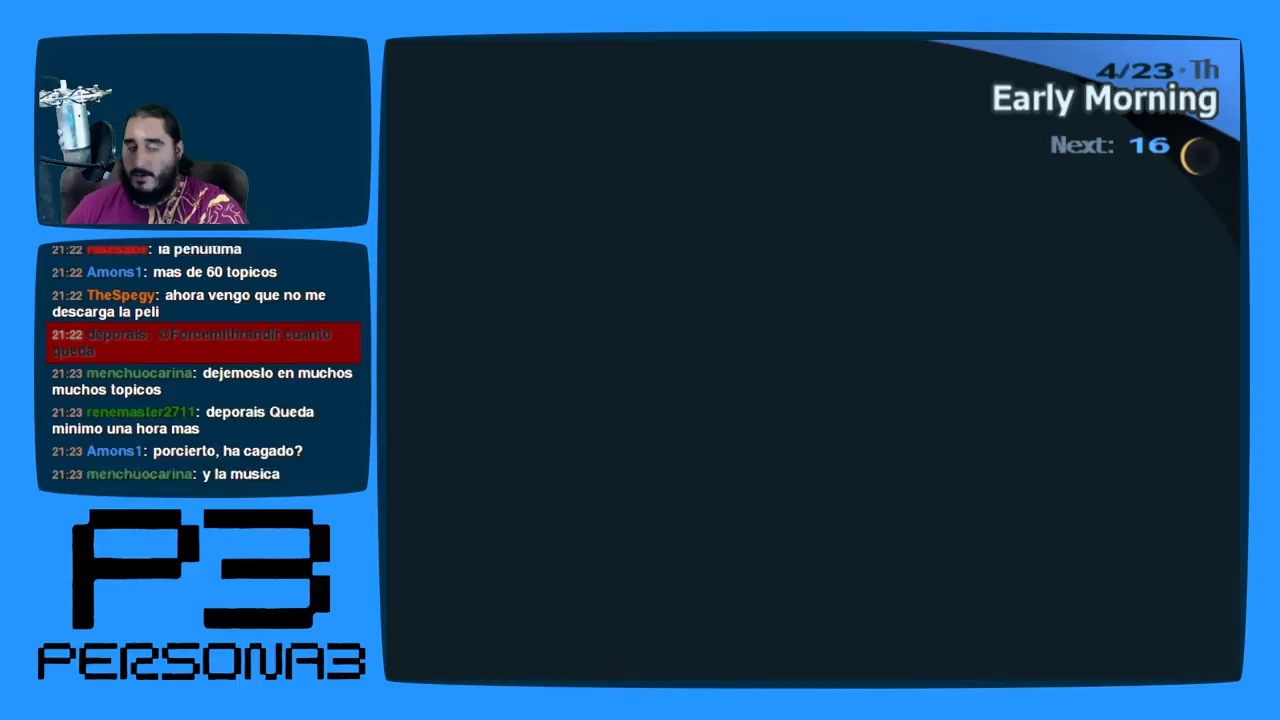 4/23 · Th
Early Morning
Next: 16
21:22 : la penultima
21:22 Amons1: mas de 60 topicos
21:22 TheSpegy: ahora vengo que no me
descarga la peli
21:22 deporais: @Forcemithrandir cuanto
queda
21:23 menchuocarina: dejemoslo en muchos
muchos topicos
21:23 renemaster2711: deporais Queda
minimo una hora mas
21:23 Amons1: porcierto, ha cagado?
21:23 menchuocarina: y la musica
P3
PERSONA3